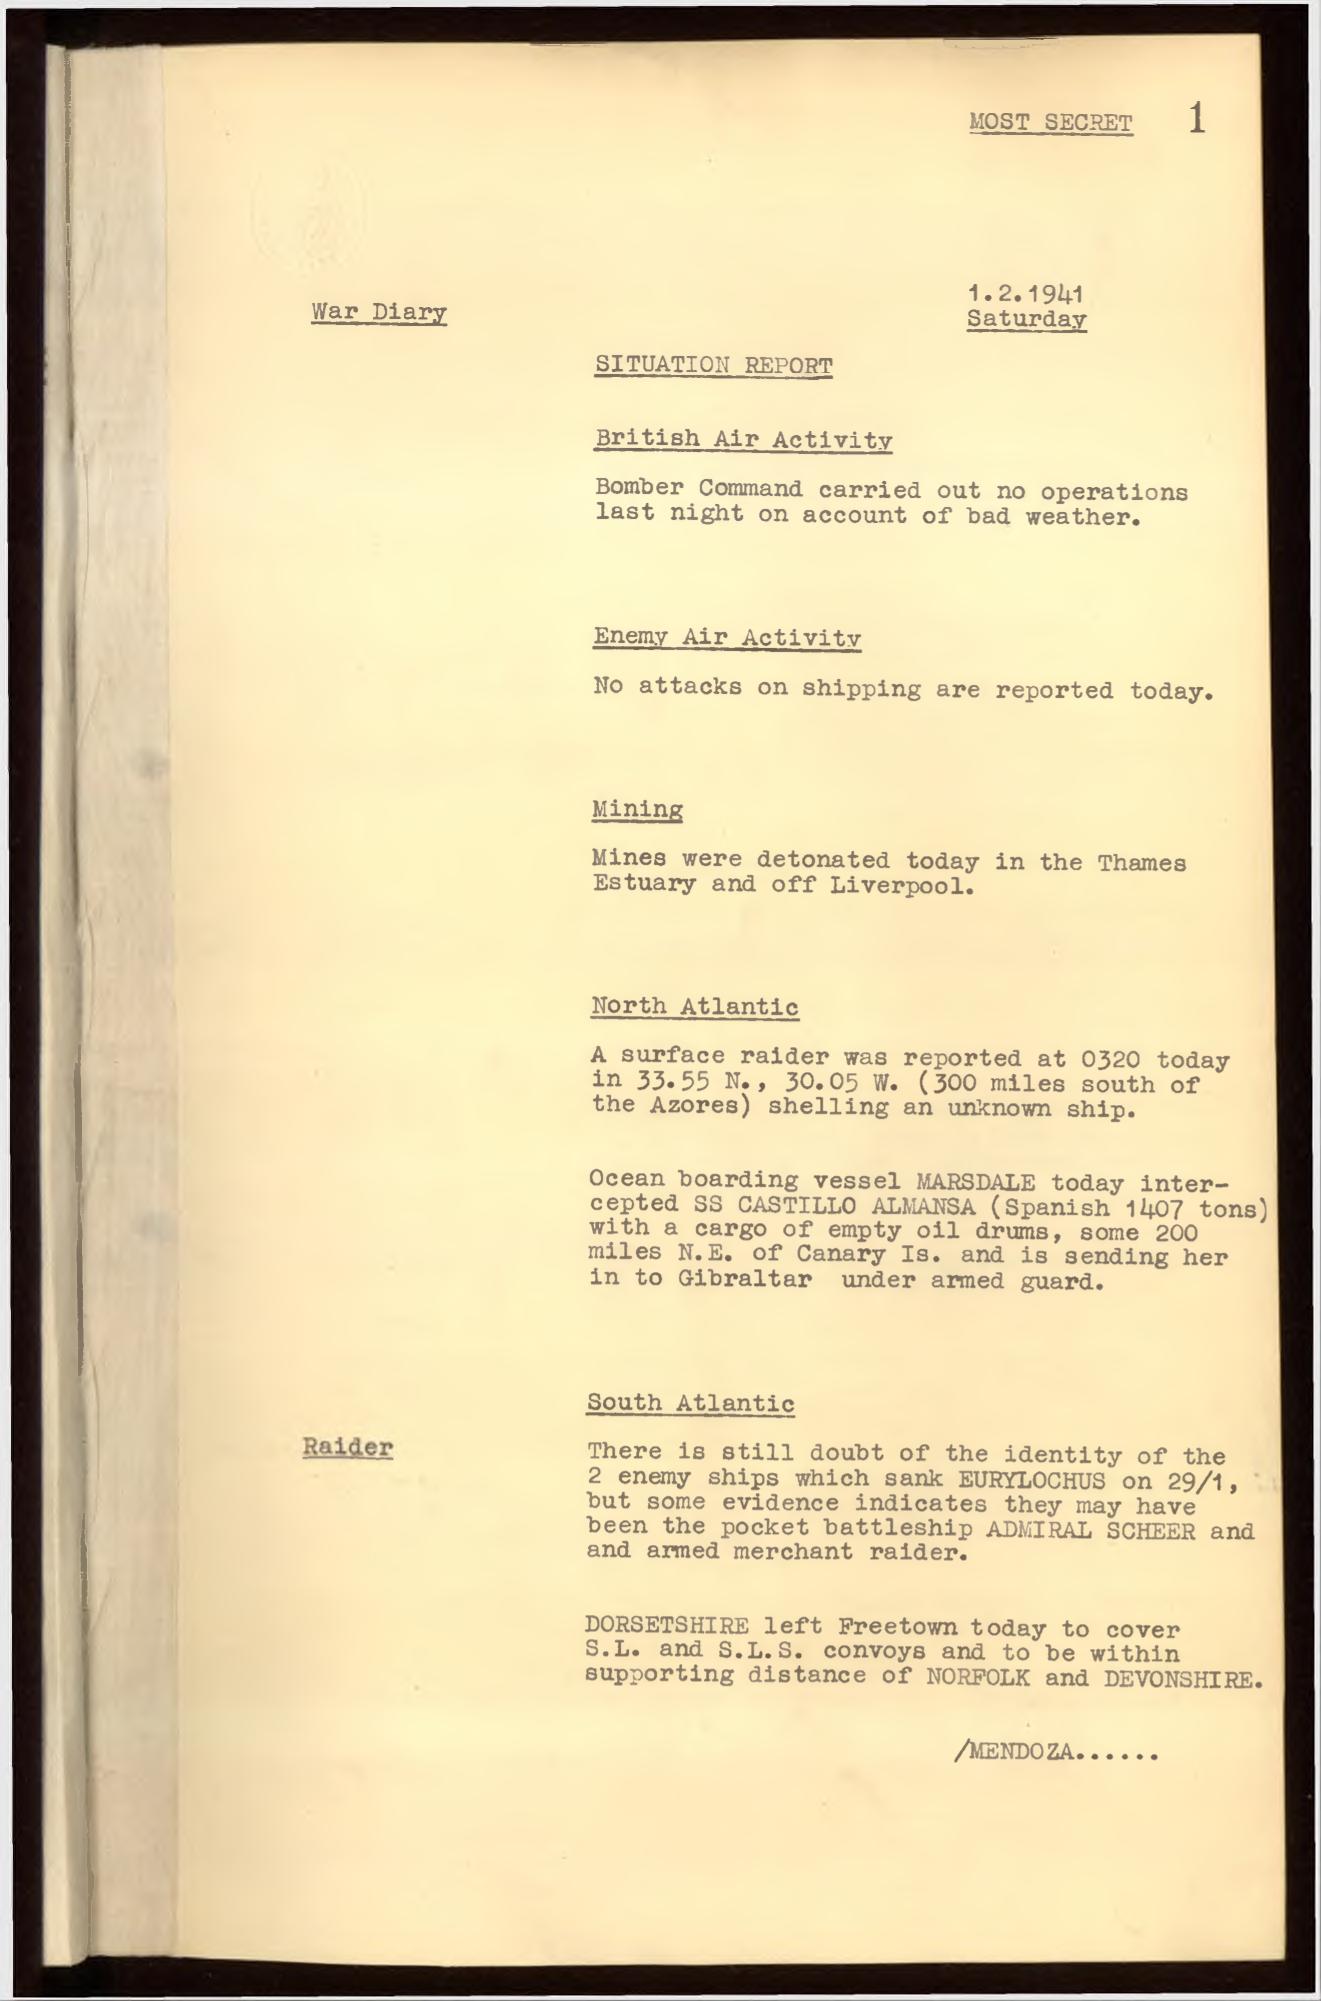 MOST SECRET 1
1.2.1941
War Diary Saturday
SITUATION REPORT
British Air Activity
Bomber Command carried out no operations
last night on account of bad weather.
Enemy Air Activity
No attacks on shipping are reported today.
Mining
Mines were detonated today in the Thames
Estuary and off Liverpool.
North Atlantic
A surface raider was reported at 0320 today
in 33.55 N., 30.05 W. (300 miles south of
the Azores) shelling an unknown ship.
Ocean boarding vessel MARSDALE today inter-
cepted SS CASTILLO ALMANSA (Spanish 1407 tons)
with a cargo of empty oil drums, some 200
miles N.E. of Canary Is. and is sending her
in to Gibraltar under armed guard.
South Atlantic
Raider There is still doubt of the identity of the
2 enemy ships which sank EURYLOCHUS on 29/1,
but some evidence indicates they may have
been the pocket battleship ADMIRAL SCHEER and
and armed merchant raider.
DORSETSHIRE left Freetown today to cover
S.L. and S.L.S. convoys and to be within
supporting distance of NORFOLK and DEVONSHIRE.
/MENDOZA......